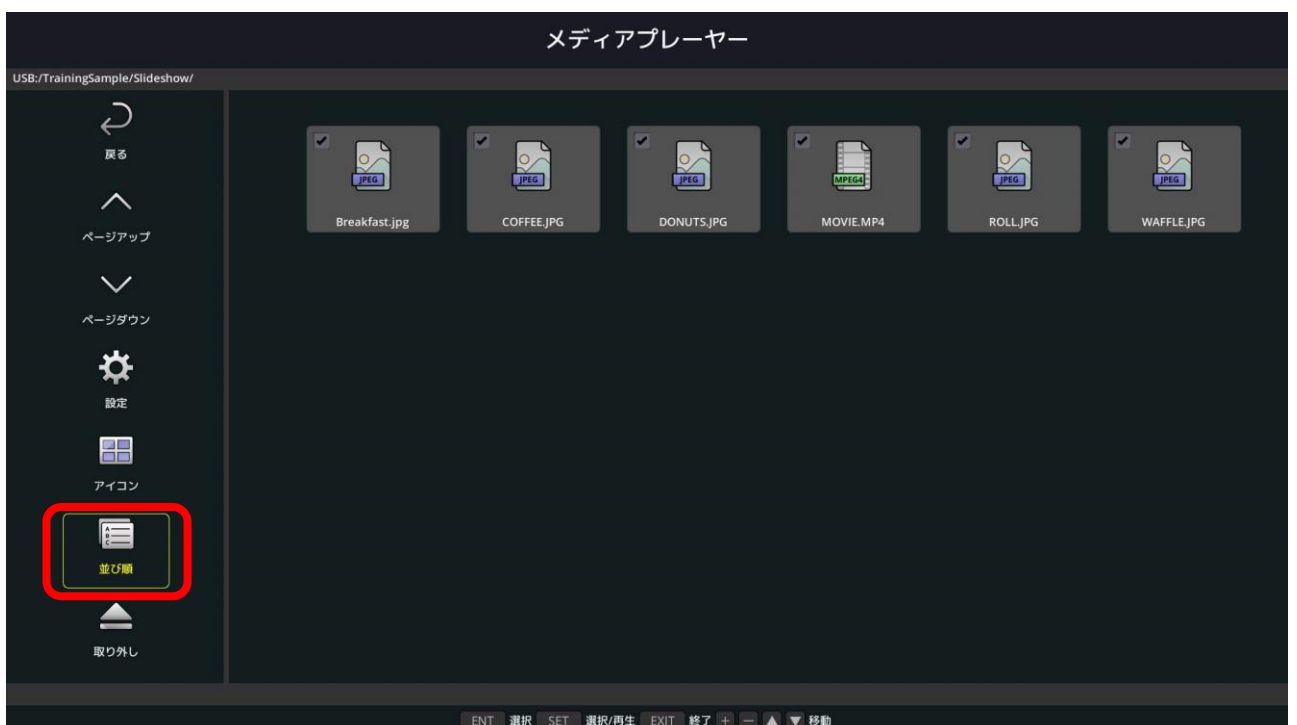 メディアプレーヤー
USB:/TrainingSample/Slideshow/
戻る
ページアップ
ページダウン
設定
アイコン
A
B
C
並び順
取り外し
JPEG
Breakfast.jpg
JPEG
COFFEE.JPG
JPEG
DONUTS.JPG
MPEG4
MOVIE.MP4
JPEG
ROLL.JPG
JPEG
WAFFLE.JPG
ENT 選択 SET 選択/再生 EXIT 終了 + − ▲ ▼ 移動